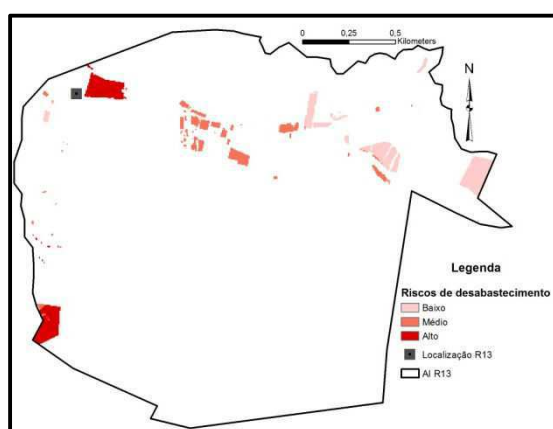 0 0,25 0,5
Kilometers
N
Legenda
Riscos de desabastecimento
Baixo
Médio
Alto
Localização R13
AI R13